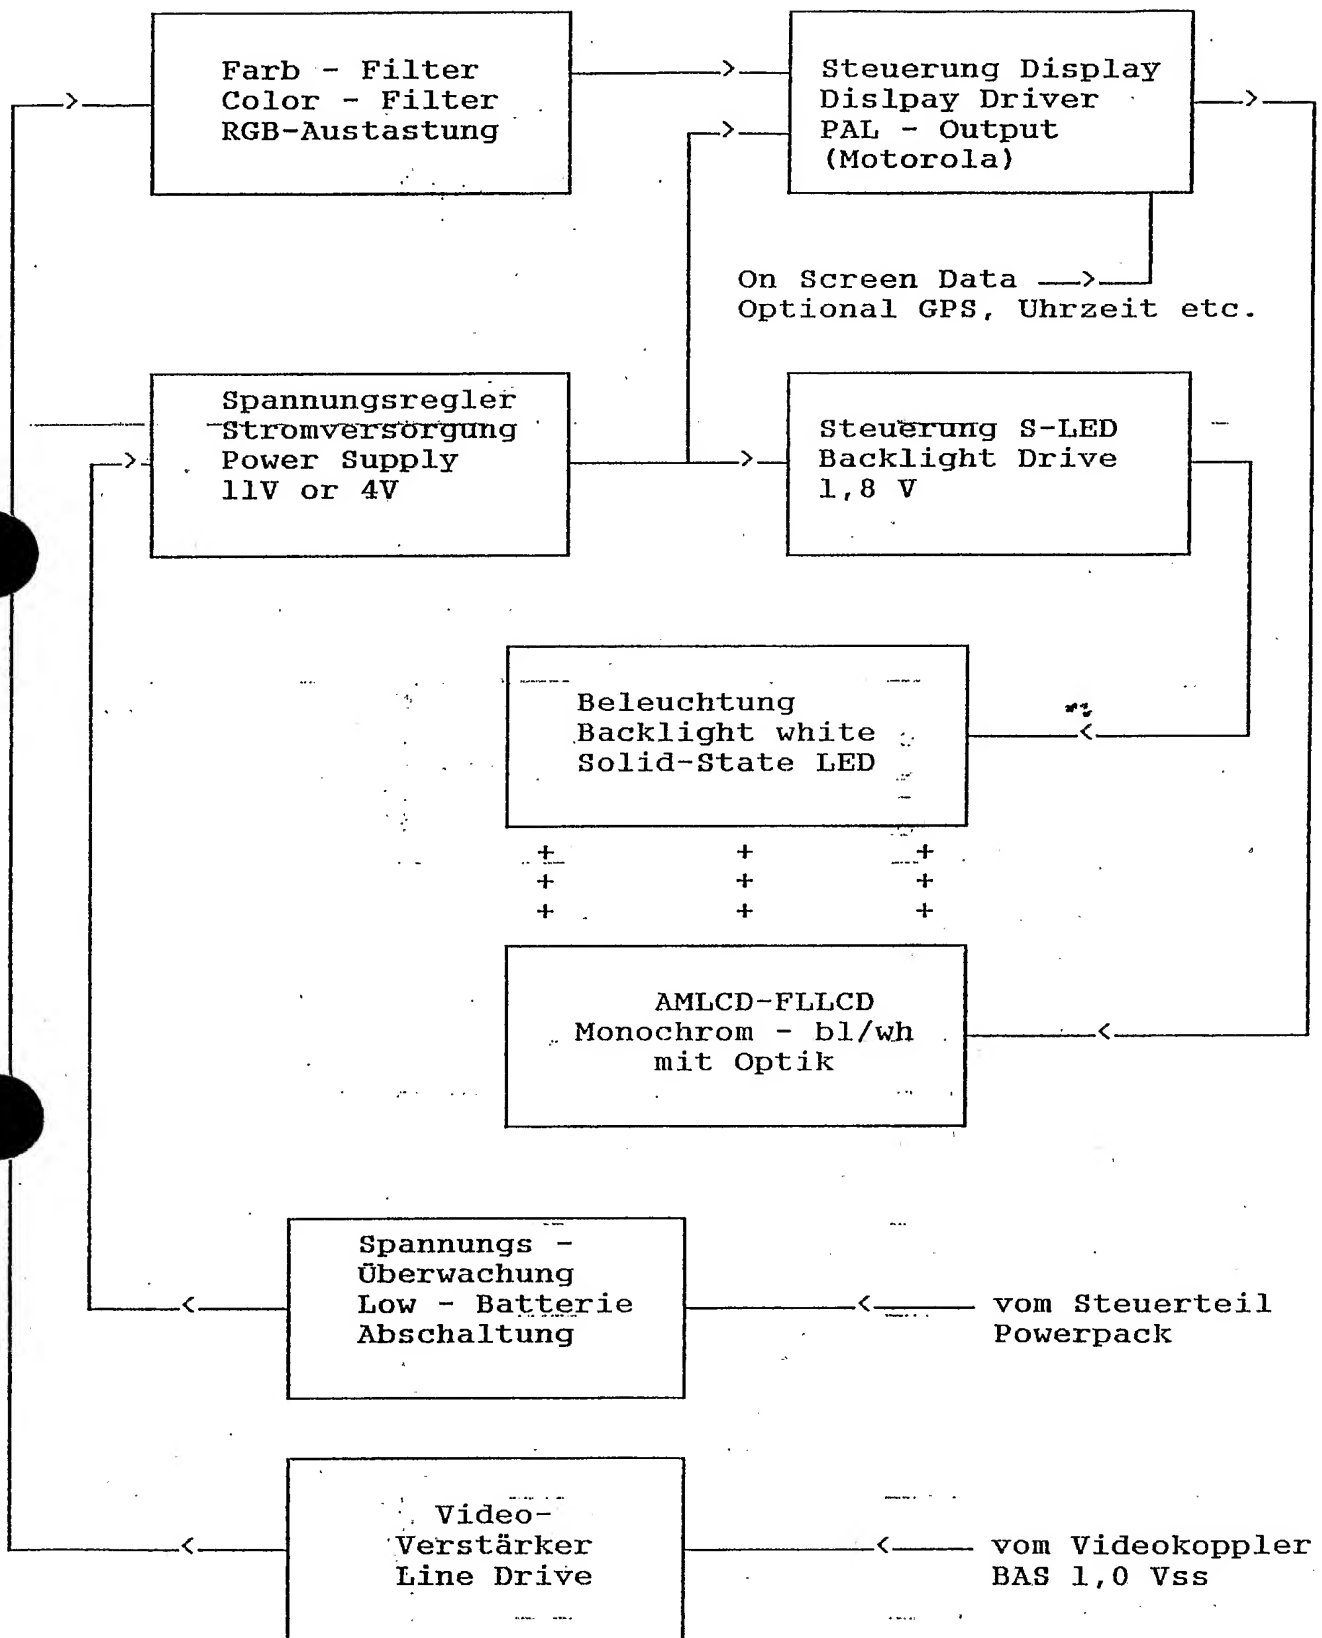 Farb - Filter
Color - Filter
RGB-Austastung
Steuerung Display
Dislpay Driver
PAL - Output
(Motorola)
On Screen Data
Optional GPS, Uhrzeit etc.
Spannungsregler
Stromversorgung
Power Supply
11V or 4V
Steuerung S-LED
Backlight Drive
1,8 V
Beleuchtung
Backlight white
Solid-State LED
+ + +
+ + +
+ + +
AMLCD-FLLCD
Monochrom - bl/wh
mit Optik
Spannungs -
Überwachung
Low - Batterie
Abschaltung
vom Steuerteil
Powerpack
Video-
Verstärker
Line Drive
vom Videokoppler
BAS 1,0 Vss